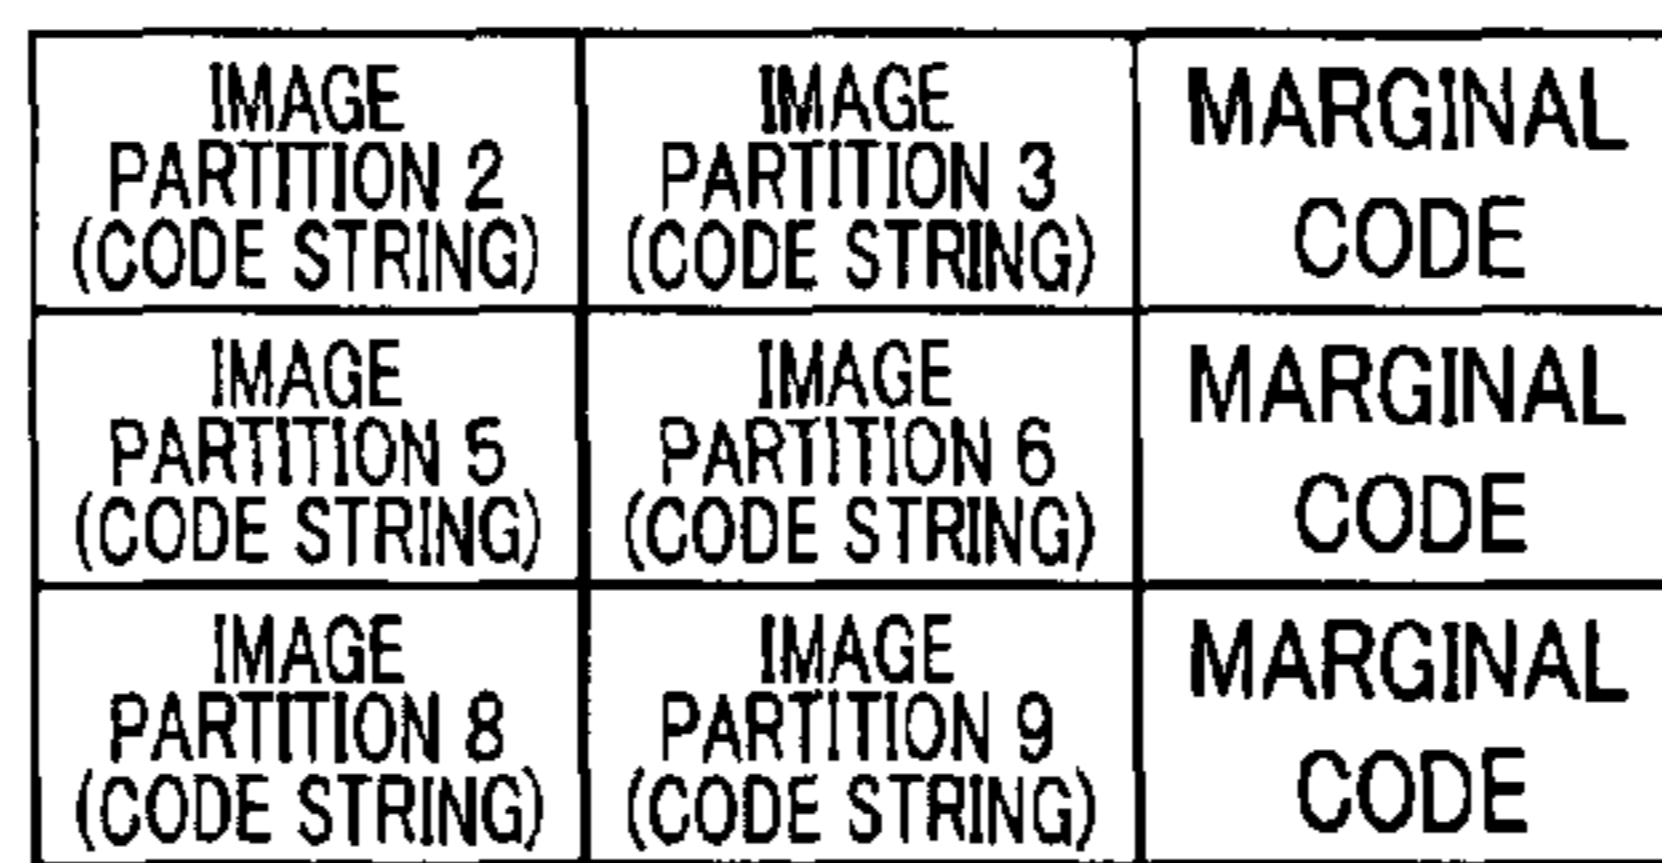 IMAGE
PARTITION 2
(CODE STRING)
IMAGE
PARTITION 3
(CODE STRING)
MARGINAL
CODE
IMAGE
PARTITION 5
(CODE STRING)
IMAGE
PARTITION 6
(CODE STRING)
MARGINAL
CODE
IMAGE
PARTITION 8
(CODE STRING)
IMAGE
PARTITION 9
(CODE STRING)
MARGINAL
CODE